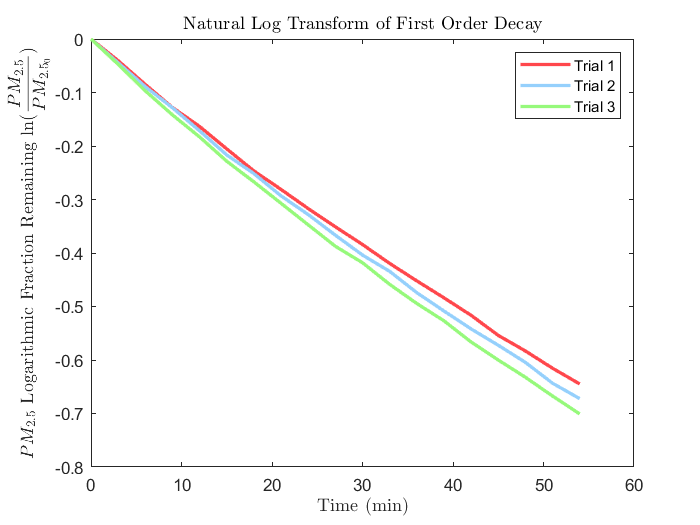 Natural Log Transform of First Order Decay
PM2.5 Logarithmic Fraction Remaining ln(PM2.5/PM2.5₀)
0
-0.1
-0.2
-0.3
-0.4
-0.5
-0.6
-0.7
-0.8
Trial 1
Trial 2
Trial 3
0 10 20 30 40 50 60
Time (min)